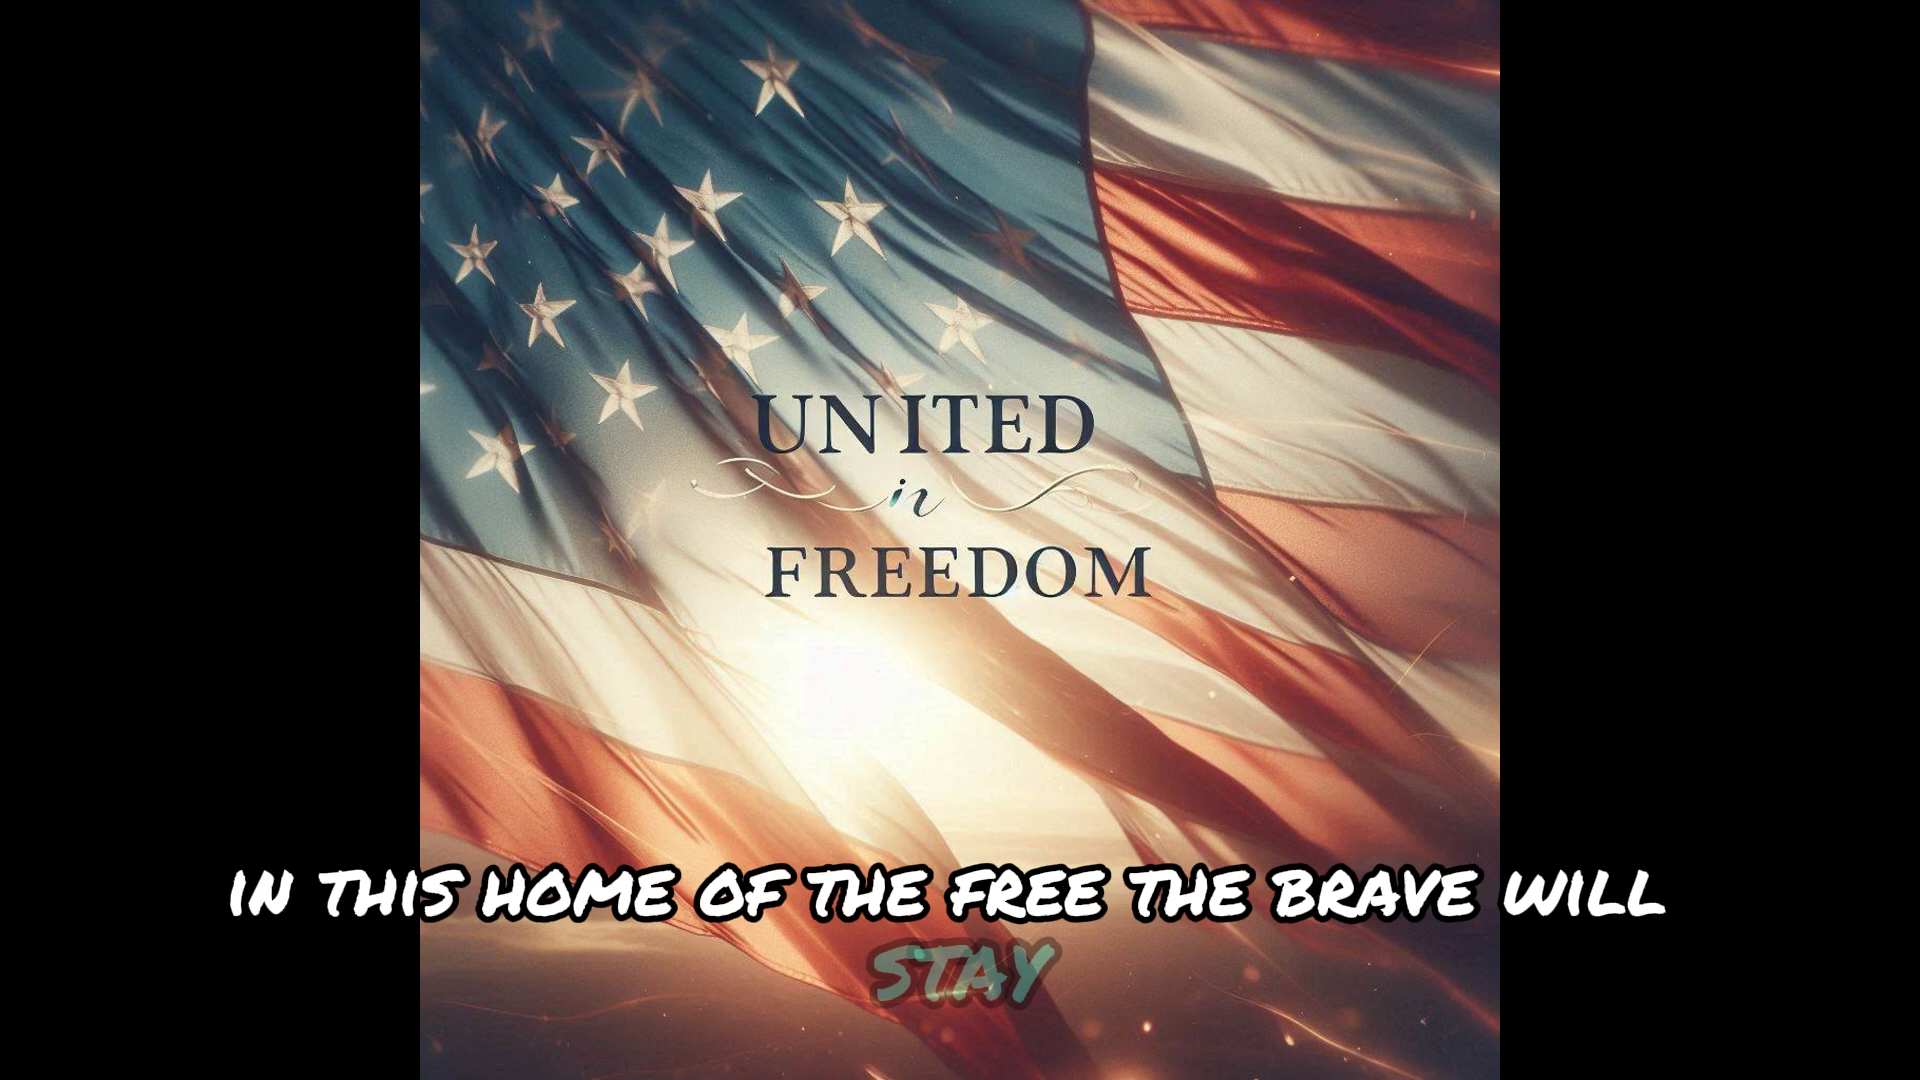 UNITED
in
FREEDOM
IN THIS HOME OF THE FREE THE BRAVE WILL
STAY